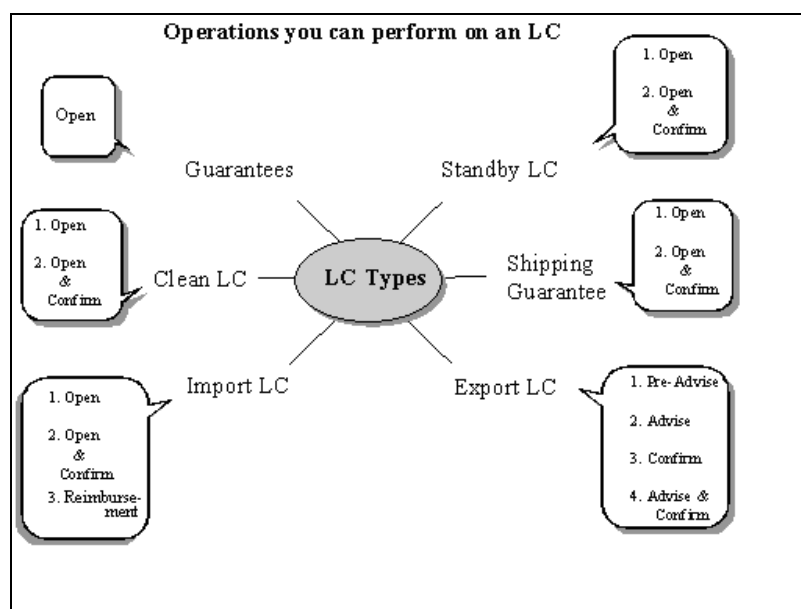 Operations you can perform on an LC
Open
Guarantees
1. Open
2. Open
&
Confirm
Standby LC
1. Open
2. Open
&
Confirm
Clean LC
LC Types
Shipping
Guarantee
1. Open
2. Open
&
Confirm
1. Open
2. Open
&
Confirm
3. Reimburse-
ment
Import LC
Export LC
1. Pre-Advise
2. Advise
3. Confirm
4. Advise &
Confirm